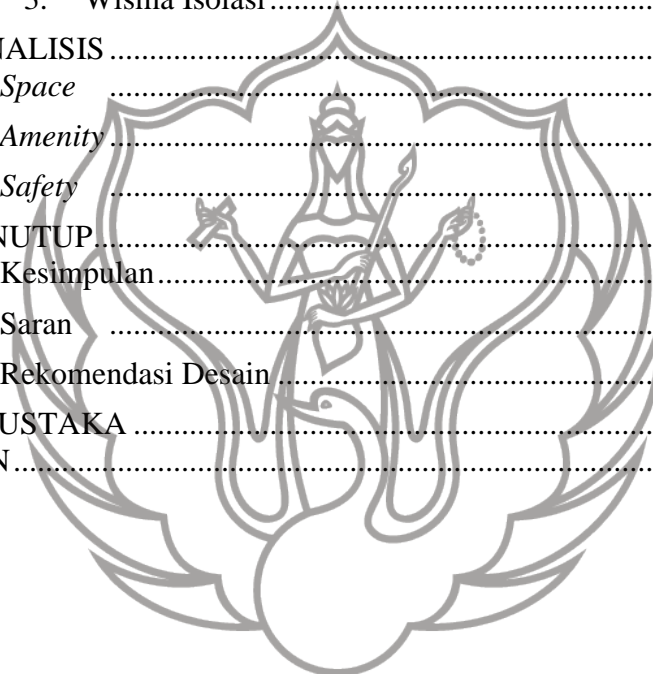 3. Wisma Isolasi........................................................
NALISIS ........................................................................
Space ........................................................................
Amenity ........................................................................
Safety ........................................................................
NUTUP........................................................................
Kesimpulan........................................................................
Saran ........................................................................
Rekomendasi Desain ........................................................
USTAKA ........................................................................
N........................................................................